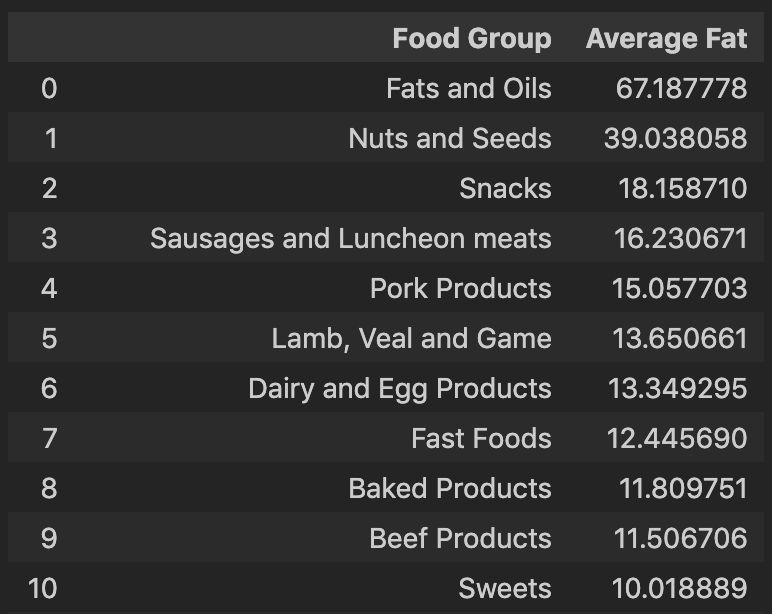 Food Group Average Fat
0 Fats and Oils 67.187778
1 Nuts and Seeds 39.038058
2 Snacks 18.158710
3 Sausages and Luncheon meats 16.230671
4 Pork Products 15.057703
5 Lamb, Veal and Game 13.650661
6 Dairy and Egg Products 13.349295
7 Fast Foods 12.445690
8 Baked Products 11.809751
9 Beef Products 11.506706
10 Sweets 10.018889